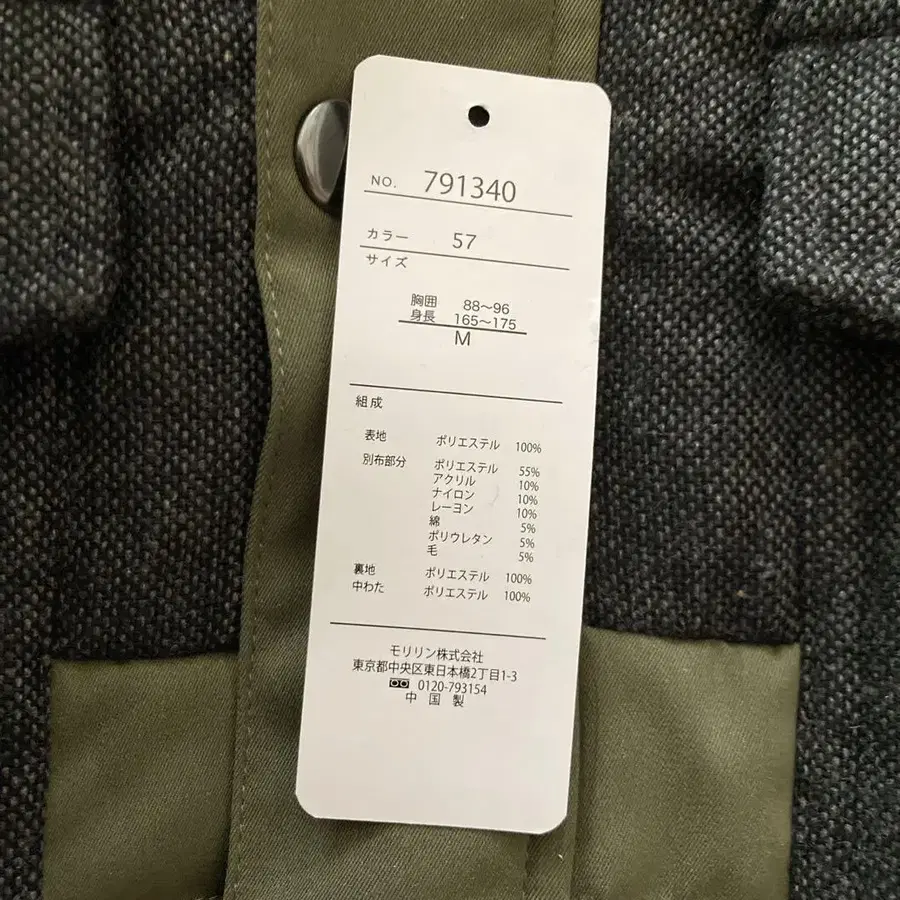 NO. 791340
カラー 57
サイズ
胸囲 88〜96
身長 165〜175
M
組成
表地 ポリエステル 100%
別布部分 ポリエステル 55%
アクリル 10%
ナイロン 10%
レーヨン 10%
綿 5%
ポリウレタン 5%
毛 5%
裏地 ポリエステル 100%
中わた ポリエステル 100%
モリリン株式会社
東京都中央区東日本橋2丁目1-3
0120-793154
中国製